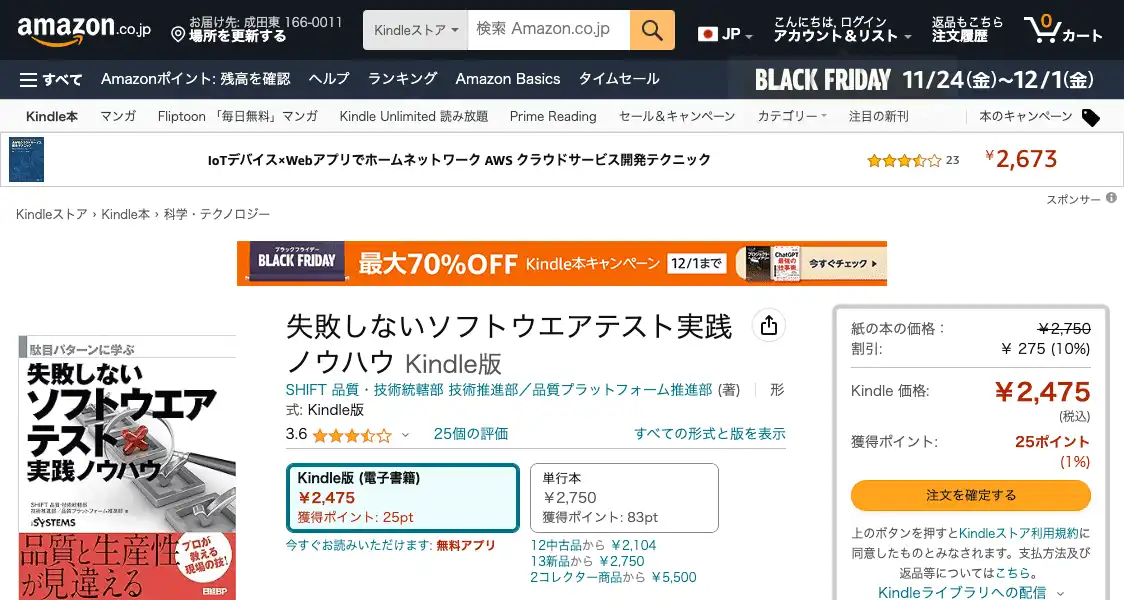 amazon.co.jp
お届け先: 成田東 166-0011
場所を更新する
Kindleストア
検索 Amazon.co.jp
JP
こんにちは, ログイン
アカウント&リスト
返品もこちら
注文履歴
0
カート
すべて
Amazonポイント: 残高を確認
ヘルプ
ランキング
Amazon Basics
タイムセール
BLACK FRIDAY 11/24(金)~12/1(金)
Kindle本
マンガ
Fliptoon 「毎日無料」マンガ
Kindle Unlimited 読み放題
Prime Reading
セール&キャンペーン
カテゴリー
注目の新刊
本のキャンペーン
IoTデバイス×Webアプリでホームネットワーク AWS クラウドサービス開発テクニック
23
¥2,673
スポンサー
Kindleストア › Kindle本 › 科学・テクノロジー
ブラックフライデー
BLACK FRIDAY
最大70%OFF Kindle本キャンペーン 12/1まで
ChatGPT
最強の
仕事術
今すぐチェック
失敗しないソフトウエアテスト実践
ノウハウ Kindle版
SHIFT 品質・技術統轄部 技術推進部/品質プラットフォーム推進部 (著) 形
式: Kindle版
3.6
25個の評価
すべての形式と版を表示
Kindle版 (電子書籍)
¥2,475
獲得ポイント: 25pt
単行本
¥2,750
獲得ポイント: 83pt
今すぐお読みいただけます: 無料アプリ
12中古品から ¥2,104
13新品から ¥2,750
2コレクター商品から ¥5,500
駄目パターンに学ぶ
失敗しない
ソフトウエア
テスト
実践ノウハウ
SHIFT 品質・技術統轄部
技術推進部/品質プラットフォーム推進部 著
SYSTEMS
品質と生産性
が見違える
プロが
教える
現場の技!
日経BP
紙の本の価格: ¥2,750
割引: ¥ 275 (10%)
Kindle 価格: ¥2,475
(税込)
獲得ポイント: 25ポイント
(1%)
注文を確定する
上のボタンを押すとKindleストア利用規約に
同意したものとみなされます。支払方法及び
返品等についてはこちら。
Kindleライブラリへの配信